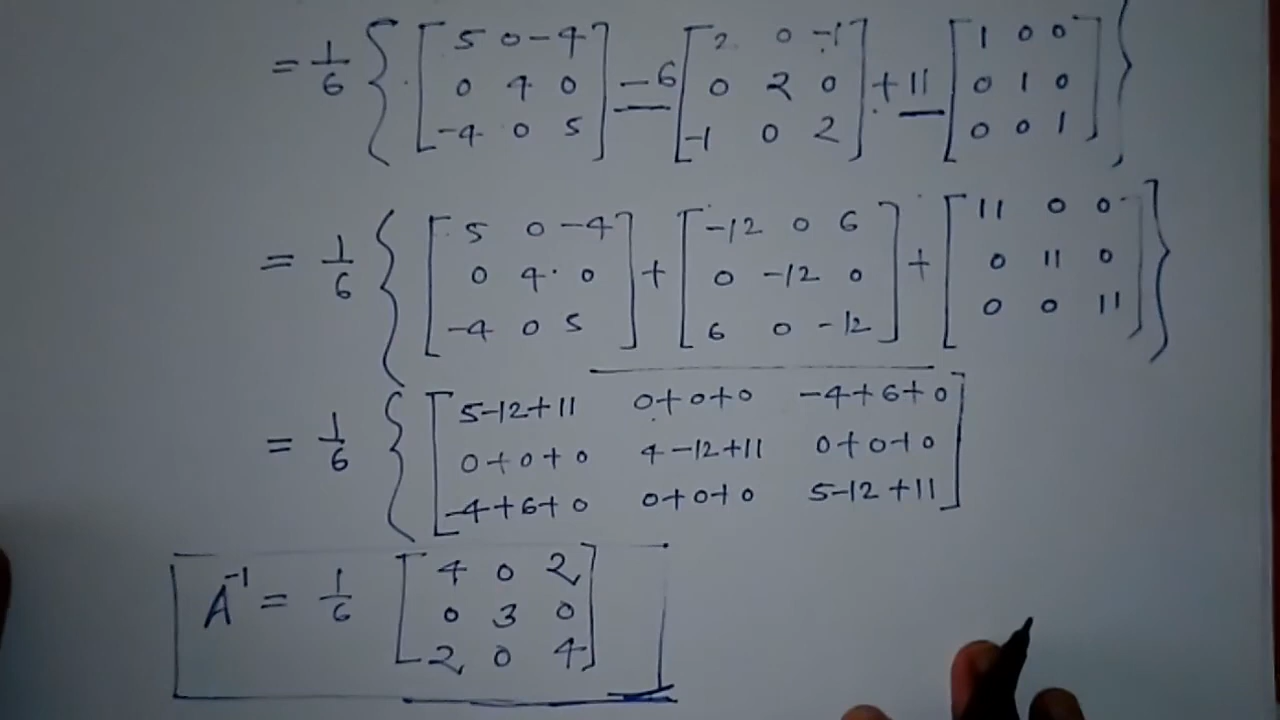 = 1/6 { [ 5 0 -4 ] - 6 [ 2 0 -1 ] + 11 [ 1 0 0 ] }
0 4 0 0 2 0 0 1 0
-4 0 5 -1 0 2 0 0 1
= 1/6 { [ 5 0 -4 ] + [ -12 0 6 ] + [ 11 0 0 ] }
0 4 0 0 -12 0 0 11 0
-4 0 5 6 0 -12 0 0 11
= 1/6 { [ 5-12+11 0+0+0 -4+6+0 ]
0+0+0 4-12+11 0+0+0
-4+6+0 0+0+0 5-12+11
A⁻¹ = 1/6 [ 4 0 2 ]
0 3 0
2 0 4